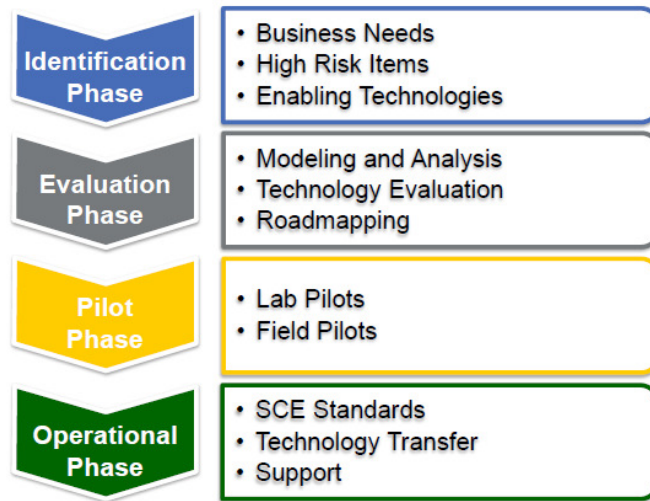 Identification
Phase
• Business Needs
• High Risk Items
• Enabling Technologies
Evaluation
Phase
• Modeling and Analysis
• Technology Evaluation
• Roadmapping
Pilot
Phase
• Lab Pilots
• Field Pilots
Operational
Phase
• SCE Standards
• Technology Transfer
• Support